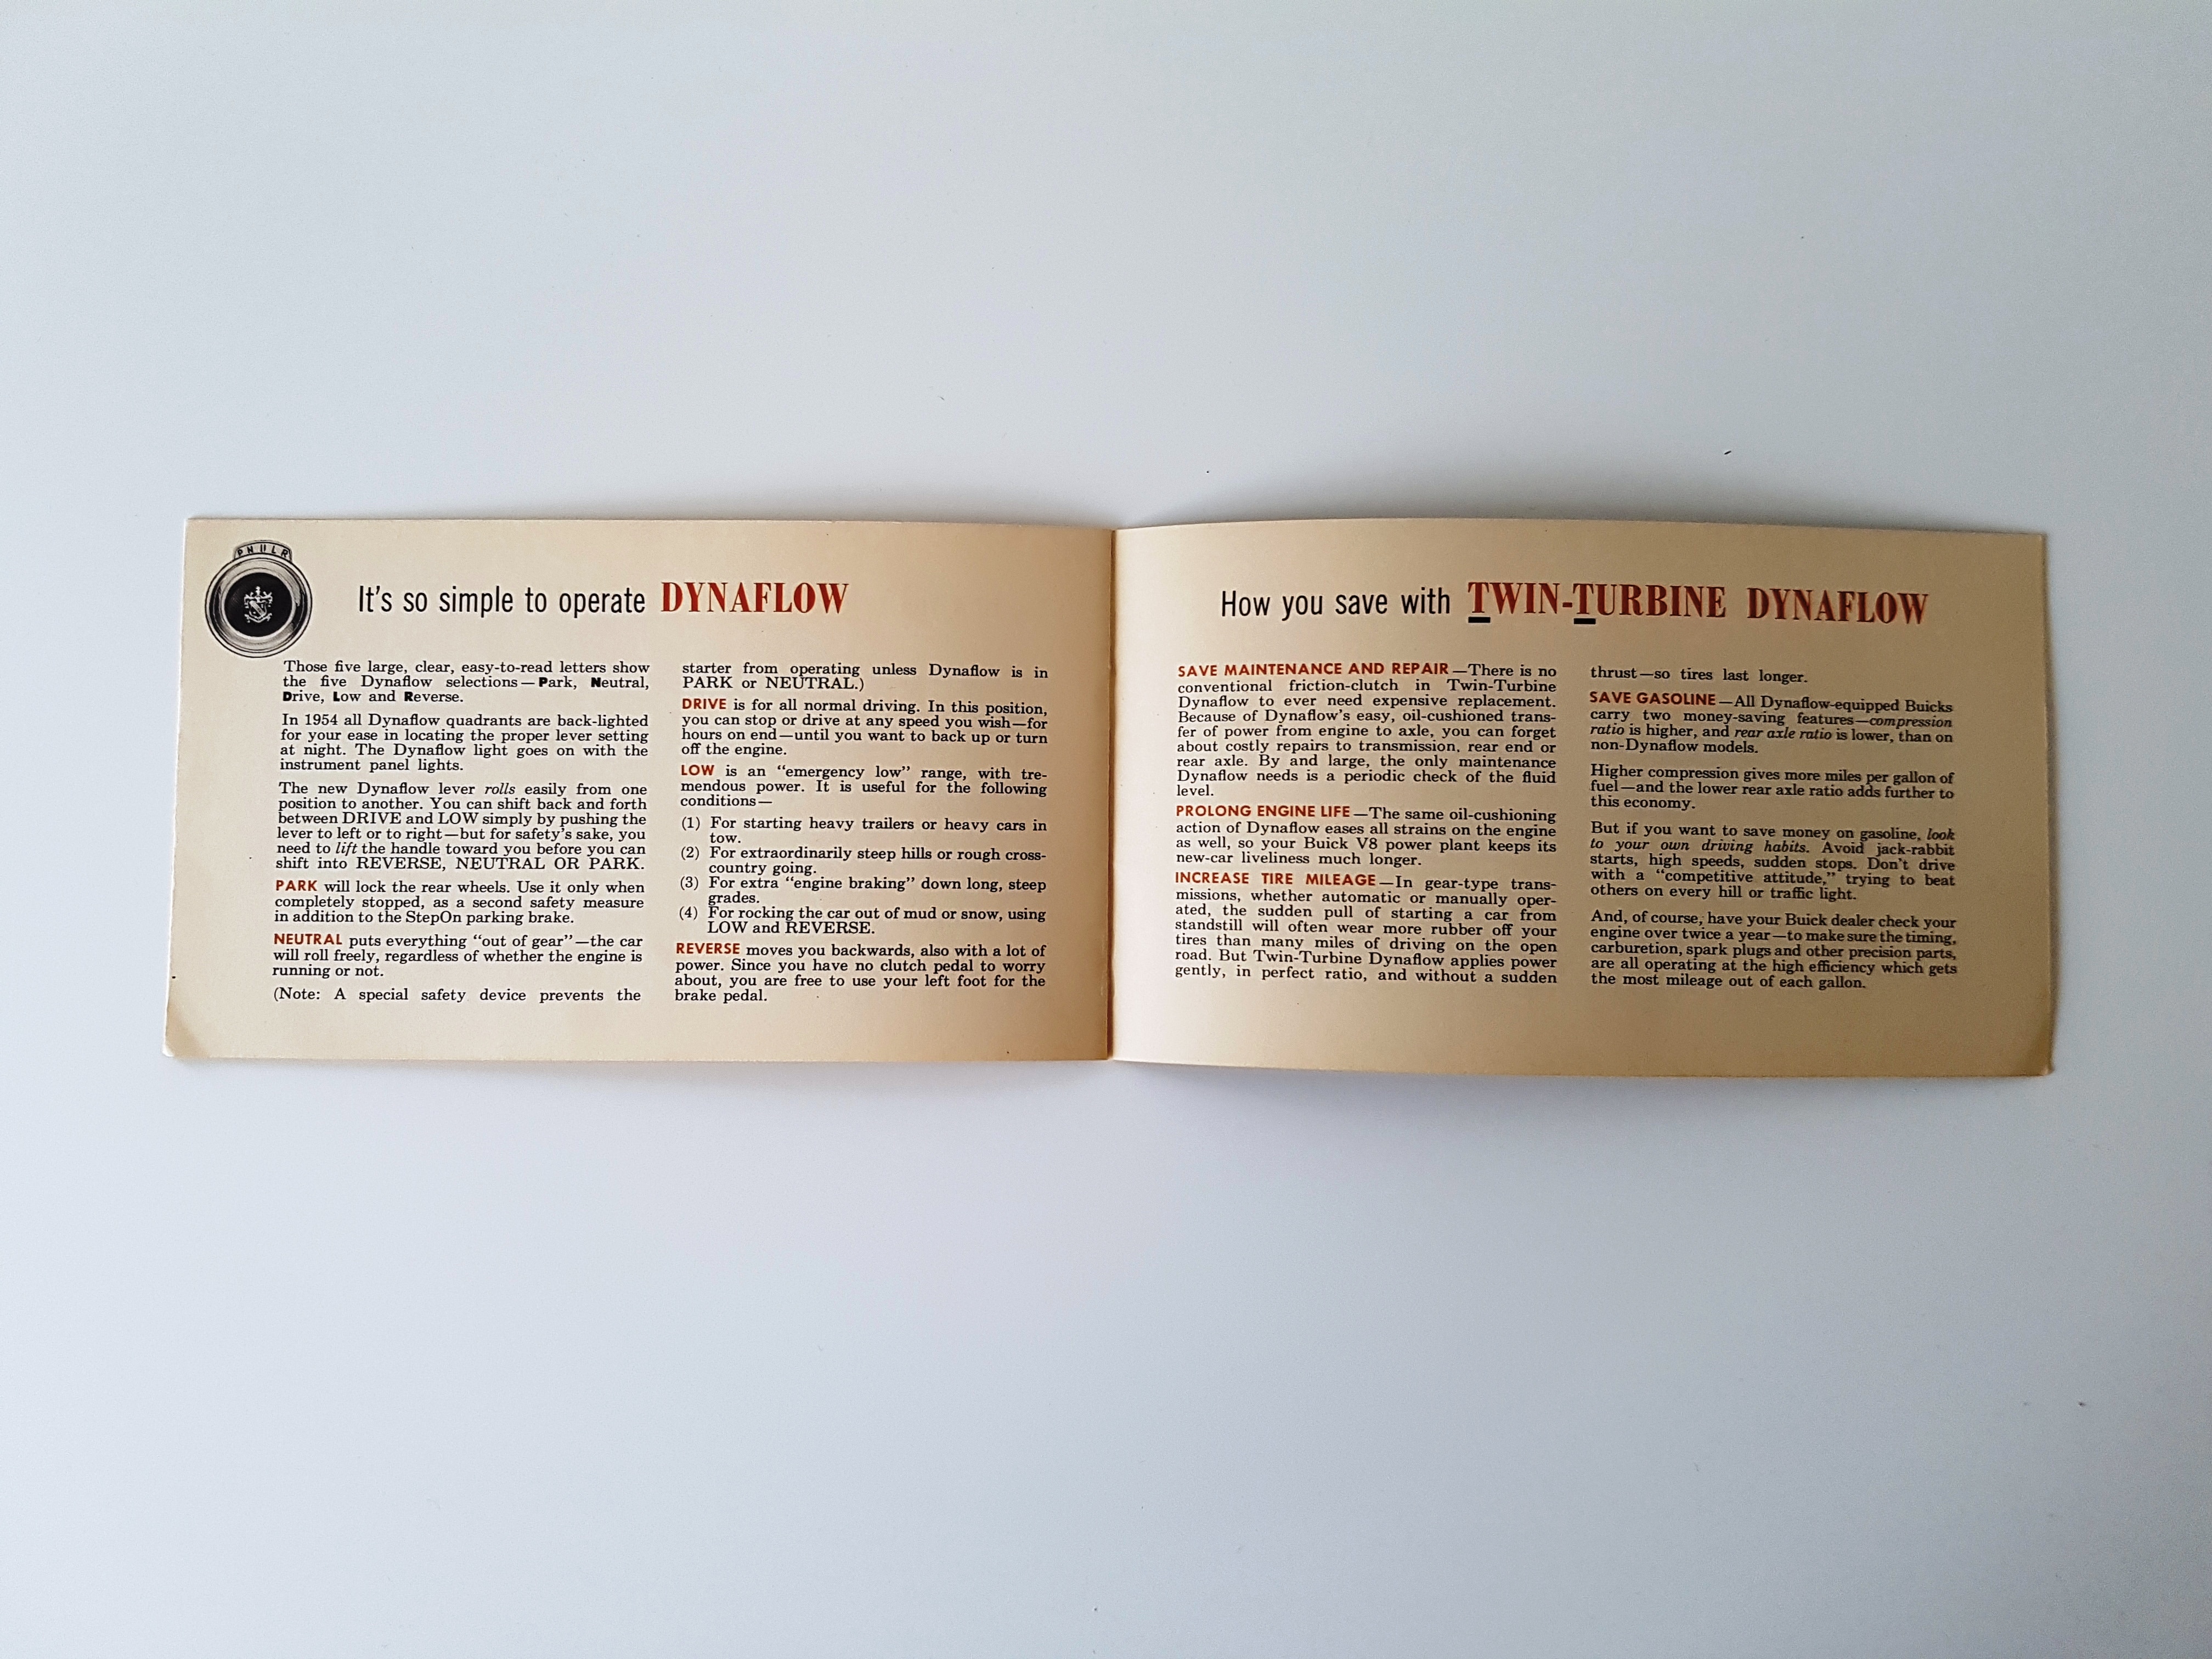 P N D L R
It's so simple to operate DYNAFLOW
Those five large, clear, easy-to-read letters show
the five Dynaflow selections—Park, Neutral,
Drive, Low and Reverse.
In 1954 all Dynaflow quadrants are back-lighted
for your ease in locating the proper lever setting
at night. The Dynaflow light goes on with the
instrument panel lights.
The new Dynaflow lever rolls easily from one
position to another. You can shift back and forth
between DRIVE and LOW simply by pushing the
lever to left or to right—but for safety's sake, you
need to lift the handle toward you before you can
shift into REVERSE, NEUTRAL OR PARK.
PARK will lock the rear wheels. Use it only when
completely stopped, as a second safety measure
in addition to the StepOn parking brake.
NEUTRAL puts everything "out of gear"—the car
will roll freely, regardless of whether the engine is
running or not.
(Note: A special safety device prevents the
starter from operating unless Dynaflow is in
PARK or NEUTRAL.)
DRIVE is for all normal driving. In this position,
you can stop or drive at any speed you wish—for
hours on end—until you want to back up or turn
off the engine.
LOW is an "emergency low" range, with tre-
mendous power. It is useful for the following
conditions—
(1) For starting heavy trailers or heavy cars in
tow.
(2) For extraordinarily steep hills or rough cross-
country going.
(3) For extra "engine braking" down long, steep
grades.
(4) For rocking the car out of mud or snow, using
LOW and REVERSE.
REVERSE moves you backwards, also with a lot of
power. Since you have no clutch pedal to worry
about, you are free to use your left foot for the
brake pedal.
How you save with TWIN-TURBINE DYNAFLOW
SAVE MAINTENANCE AND REPAIR—There is no
conventional friction-clutch in Twin-Turbine
Dynaflow to ever need expensive replacement.
Because of Dynaflow's easy, oil-cushioned trans-
fer of power from engine to axle, you can forget
about costly repairs to transmission, rear end or
rear axle. By and large, the only maintenance
Dynaflow needs is a periodic check of the fluid
level.
PROLONG ENGINE LIFE—The same oil-cushioning
action of Dynaflow eases all strains on the engine
as well, so your Buick V8 power plant keeps its
new-car liveliness much longer.
INCREASE TIRE MILEAGE—In gear-type trans-
missions, whether automatic or manually oper-
ated, the sudden pull of starting a car from
standstill will often wear more rubber off your
tires than many miles of driving on the open
road. But Twin-Turbine Dynaflow applies power
gently, in perfect ratio, and without a sudden
thrust—so tires last longer.
SAVE GASOLINE—All Dynaflow-equipped Buicks
carry two money-saving features—compression
ratio is higher, and rear axle ratio is lower, than on
non-Dynaflow models.
Higher compression gives more miles per gallon of
fuel—and the lower rear axle ratio adds further to
this economy.
But if you want to save money on gasoline, look
to your own driving habits. Avoid jack-rabbit
starts, high speeds, sudden stops. Don't drive
with a "competitive attitude," trying to beat
others on every hill or traffic light.
And, of course, have your Buick dealer check your
engine over twice a year—to make sure the timing,
carburetion, spark plugs and other precision parts,
are all operating at the high efficiency which gets
the most mileage out of each gallon.